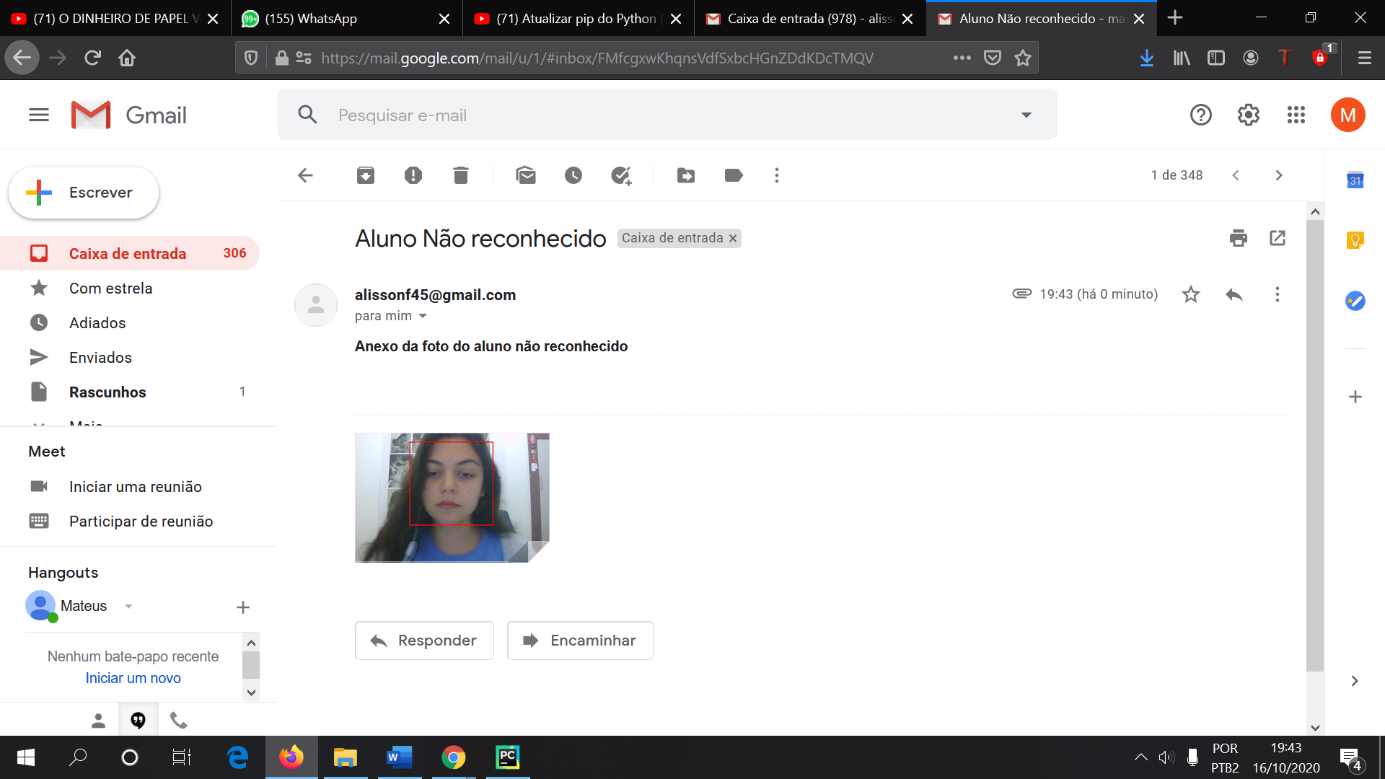 (71) O DINHEIRO DE PAPEL V
(155) WhatsApp
(71) Atualizar pip do Python (
Caixa de entrada (978) - aliss
Aluno Não reconhecido - ma
https://mail.google.com/mail/u/1/#inbox/FMfcgxwKhqnsVdfSxbcHGnZDdKDcTMQV
1
Gmail
Pesquisar e-mail
M
Escrever
1 de 348
31
Aluno Não reconhecido
Caixa de entrada x
Caixa de entrada 306
Com estrela
alissonf45@gmail.com
19:43 (há 0 minuto)
para mim
Adiados
Anexo da foto do aluno não reconhecido
Enviados
Rascunhos 1
Mais
Meet
Iniciar uma reunião
Participar de reunião
Hangouts
Mateus
Nenhum bate-papo recente
Iniciar um novo
Responder
Encaminhar
POR
PTB2
19:43
16/10/2020
4